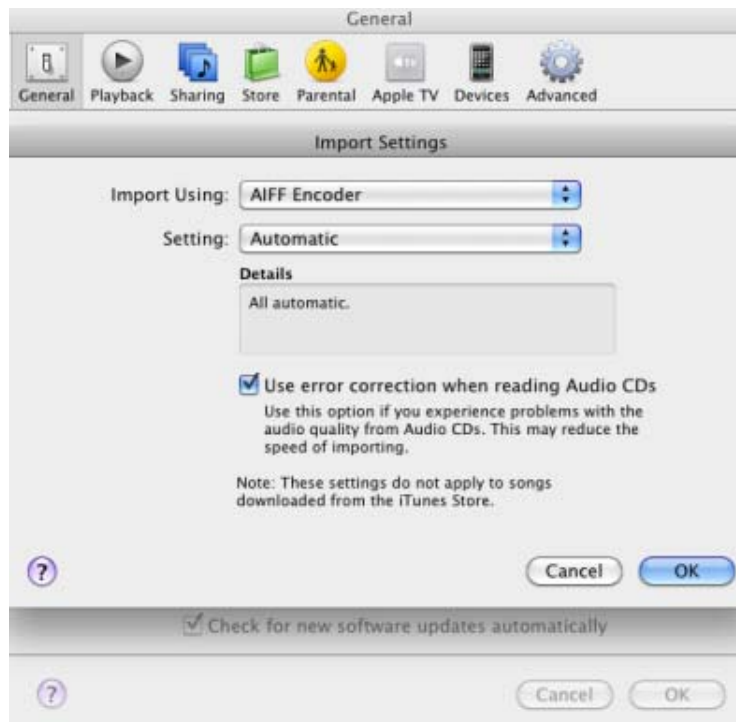 General
General Playback Sharing Store Parental Apple TV Devices Advanced
Import Settings
Import Using: AIFF Encoder
Setting: Automatic
Details
All automatic.
Use error correction when reading Audio CDs
Use this option if you experience problems with the
audio quality from Audio CDs. This may reduce the
speed of importing.
Note: These settings do not apply to songs
downloaded from the iTunes Store.
? Cancel OK
Check for new software updates automatically
? Cancel OK